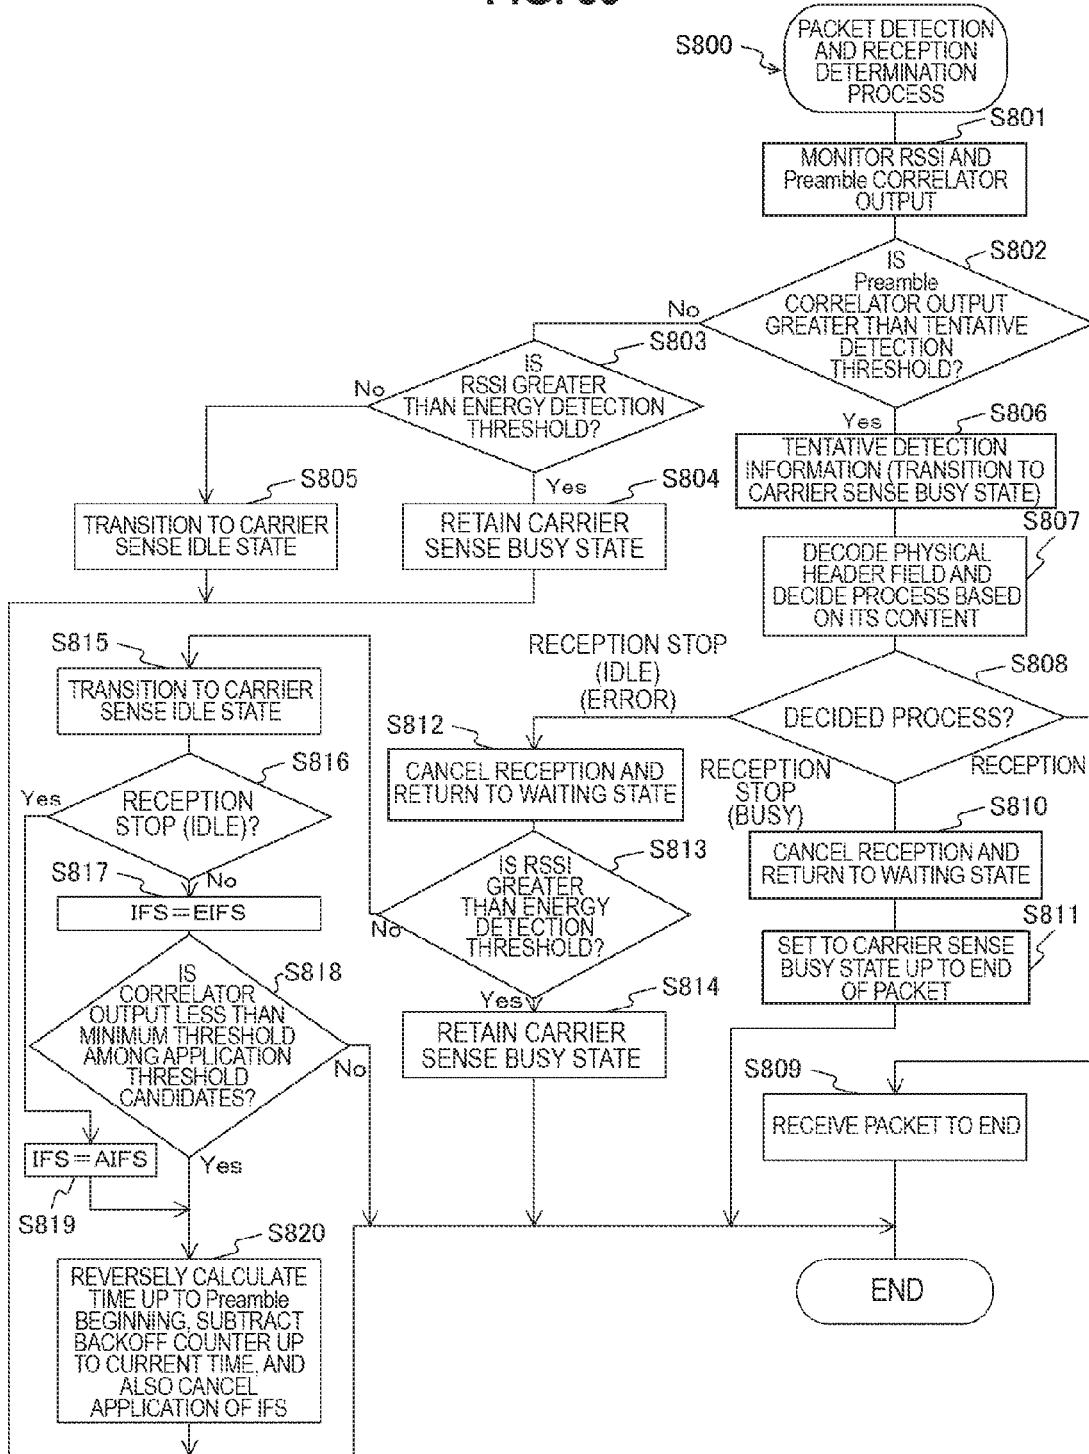 S800
PACKET DETECTION
AND RECEPTION
DETERMINATION
PROCESS
S801
MONITOR RSSI AND
Preamble CORRELATOR
OUTPUT
S802
IS
Preamble
CORRELATOR OUTPUT
GREATER THAN TENTATIVE
DETECTION
THRESHOLD?
No
Yes
S803
IS
RSSI GREATER
THAN ENERGY DETECTION
THRESHOLD?
No
Yes
S806
TENTATIVE DETECTION
INFORMATION (TRANSITION TO
CARRIER SENSE BUSY STATE)
S805
TRANSITION TO CARRIER
SENSE IDLE STATE
S804
RETAIN CARRIER
SENSE BUSY STATE
S807
DECODE PHYSICAL
HEADER FIELD AND
DECIDE PROCESS BASED
ON ITS CONTENT
S808
DECIDED PROCESS?
RECEPTION STOP
(IDLE)
(ERROR)
RECEPTION
STOP
(BUSY)
RECEPTION
S815
TRANSITION TO CARRIER
SENSE IDLE STATE
S812
CANCEL RECEPTION AND
RETURN TO WAITING STATE
S810
CANCEL RECEPTION AND
RETURN TO WAITING STATE
S816
RECEPTION
STOP (IDLE)?
Yes
No
S813
IS RSSI
GREATER
THAN ENERGY
DETECTION
THRESHOLD?
No
Yes
S811
SET TO CARRIER SENSE
BUSY STATE UP TO END
OF PACKET
S817
IFS=EIFS
S818
IS
CORRELATOR
OUTPUT LESS THAN
MINIMUM THRESHOLD
AMONG APPLICATION
THRESHOLD
CANDIDATES?
No
Yes
S814
RETAIN CARRIER
SENSE BUSY STATE
S809
RECEIVE PACKET TO END
IFS=AIFS
S819
S820
REVERSELY CALCULATE
TIME UP TO Preamble
BEGINNING, SUBTRACT
BACKOFF COUNTER UP
TO CURRENT TIME, AND
ALSO CANCEL
APPLICATION OF IFS
END